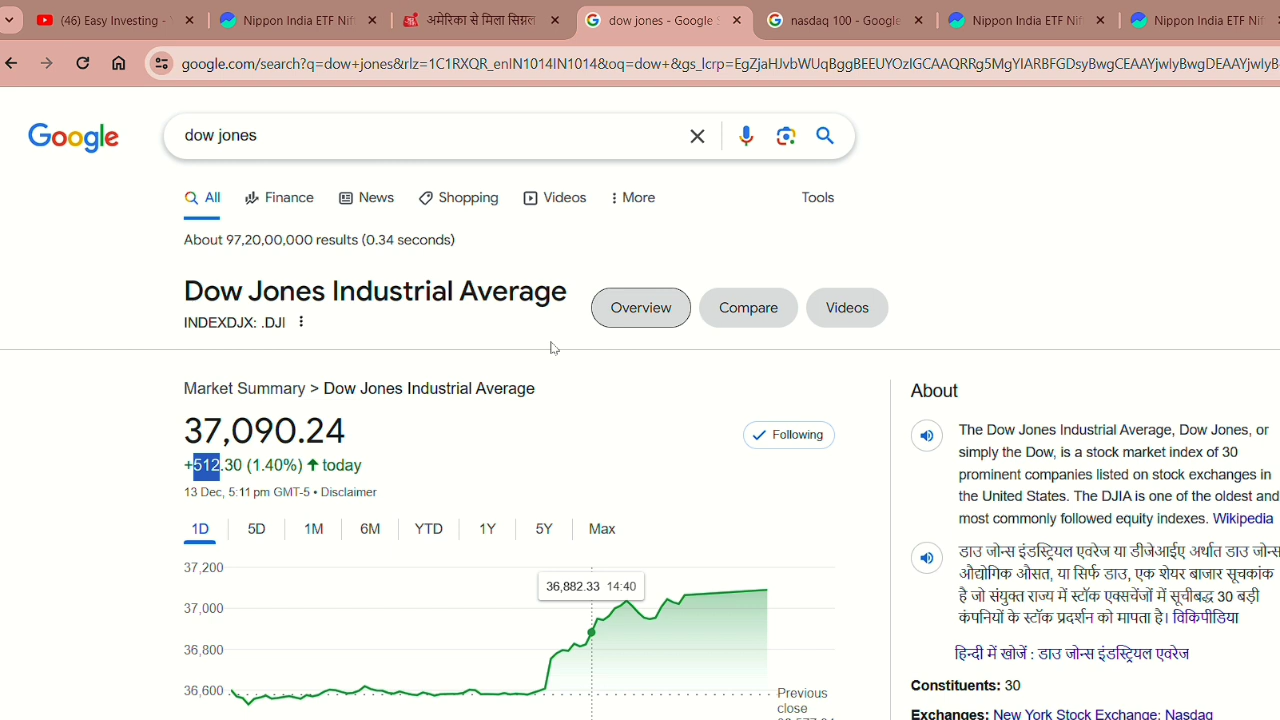 (46) Easy Investing -
Nippon India ETF Nif
अमेरिका से मिला सिग्नल
dow jones - Google S
nasdaq 100 - Google
Nippon India ETF Nif
Nippon India ETF Nif
google.com/search?q=dow+jones&rlz=1C1RXQR_enIN1014IN1014&oq=dow+&gs_lcrp=EgZjaHJvbWUqBggBEEUYOzIGCAAQRRg5MgYIARBFGDsyBwgCEAAYjwIyBwgDEAAYjwIyB
Google
dow jones
All
Finance
News
Shopping
Videos
More
Tools
About 97,20,00,000 results (0.34 seconds)
Dow Jones Industrial Average
INDEXDJX: .DJI
Overview
Compare
Videos
Market Summary > Dow Jones Industrial Average
37,090.24
+512.30 (1.40%) ↑ today
13 Dec, 5:11 pm GMT-5 • Disclaimer
Following
1D
5D
1M
6M
YTD
1Y
5Y
Max
37,200
37,000
36,800
36,600
36,882.33 14:40
Previous
close
About
The Dow Jones Industrial Average, Dow Jones, or
simply the Dow, is a stock market index of 30
prominent companies listed on stock exchanges in
the United States. The DJIA is one of the oldest and
most commonly followed equity indexes. Wikipedia
डाउ जोन्स इंडस्ट्रियल एवरेज या डीजेआईए अर्थात डाउ जोन्स
औद्योगिक औसत, या सिर्फ डाउ, एक शेयर बाजार सूचकांक
है जो संयुक्त राज्य में स्टॉक एक्सचेंजों में सूचीबद्ध 30 बड़ी
कंपनियों के स्टॉक प्रदर्शन को मापता है। विकिपीडिया
हिन्दी में खोजें : डाउ जोन्स इंडस्ट्रियल एवरेज
Constituents: 30
Exchanges: New York Stock Exchange; Nasdaq